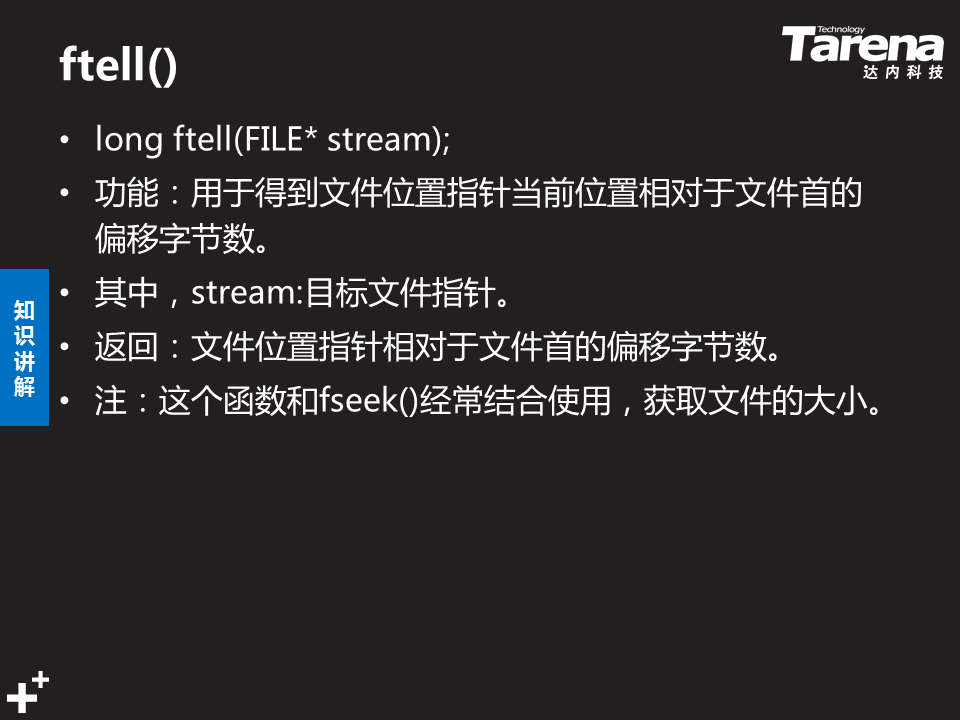 ftell()
Technology
Tarena
达内科技
• long ftell(FILE* stream);
• 功能：用于得到文件位置指针当前位置相对于文件首的
偏移字节数。
• 其中，stream:目标文件指针。
• 返回：文件位置指针相对于文件首的偏移字节数。
• 注：这个函数和fseek()经常结合使用，获取文件的大小。
知
识
讲
解